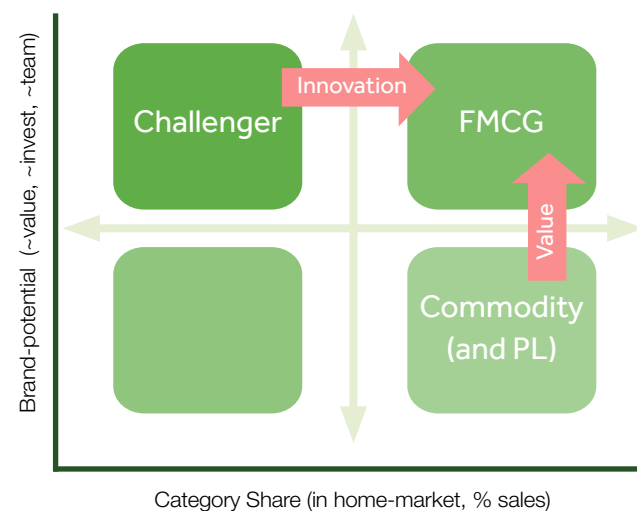 Brand-potential (~value, ~invest, ~team)
Innovation
Challenger
FMCG
Value
Commodity
(and PL)
Category Share (in home-market, % sales)